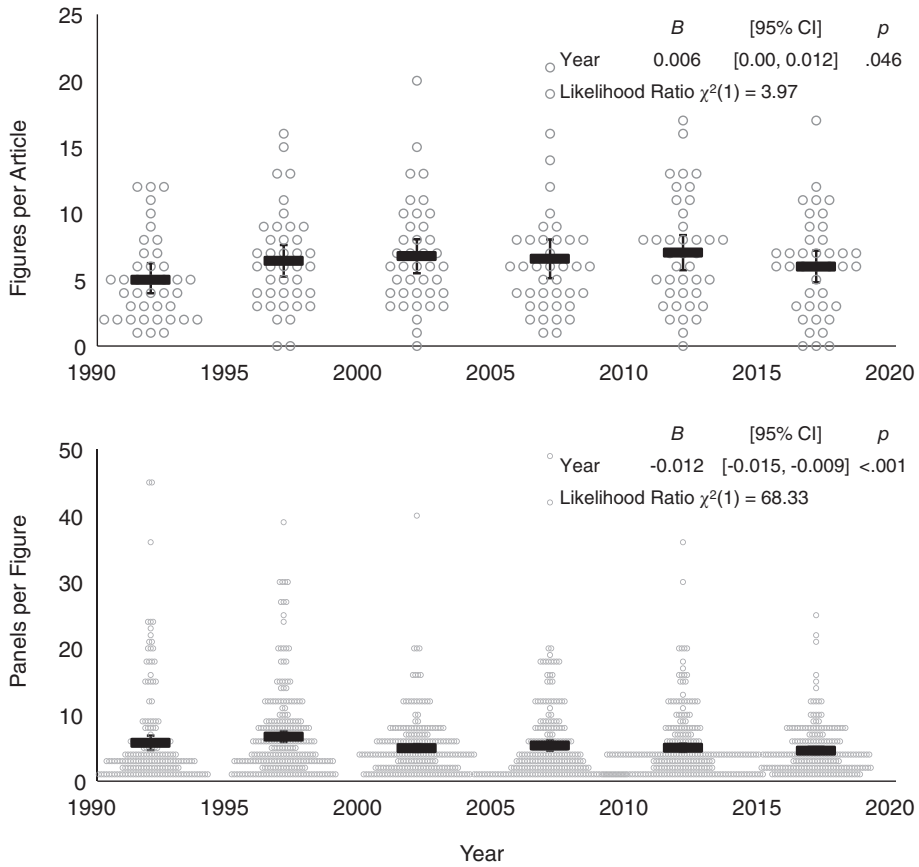 25
20
15
10
5
0
Figures per Article
B [95% CI] p
Year 0.006 [0.00, 0.012] .046
Likelihood Ratio χ²(1) = 3.97
1990 1995 2000 2005 2010 2015 2020
50
40
30
20
10
0
Panels per Figure
B [95% CI] p
Year -0.012 [-0.015, -0.009] <.001
Likelihood Ratio χ²(1) = 68.33
1990 1995 2000 2005 2010 2015 2020
Year